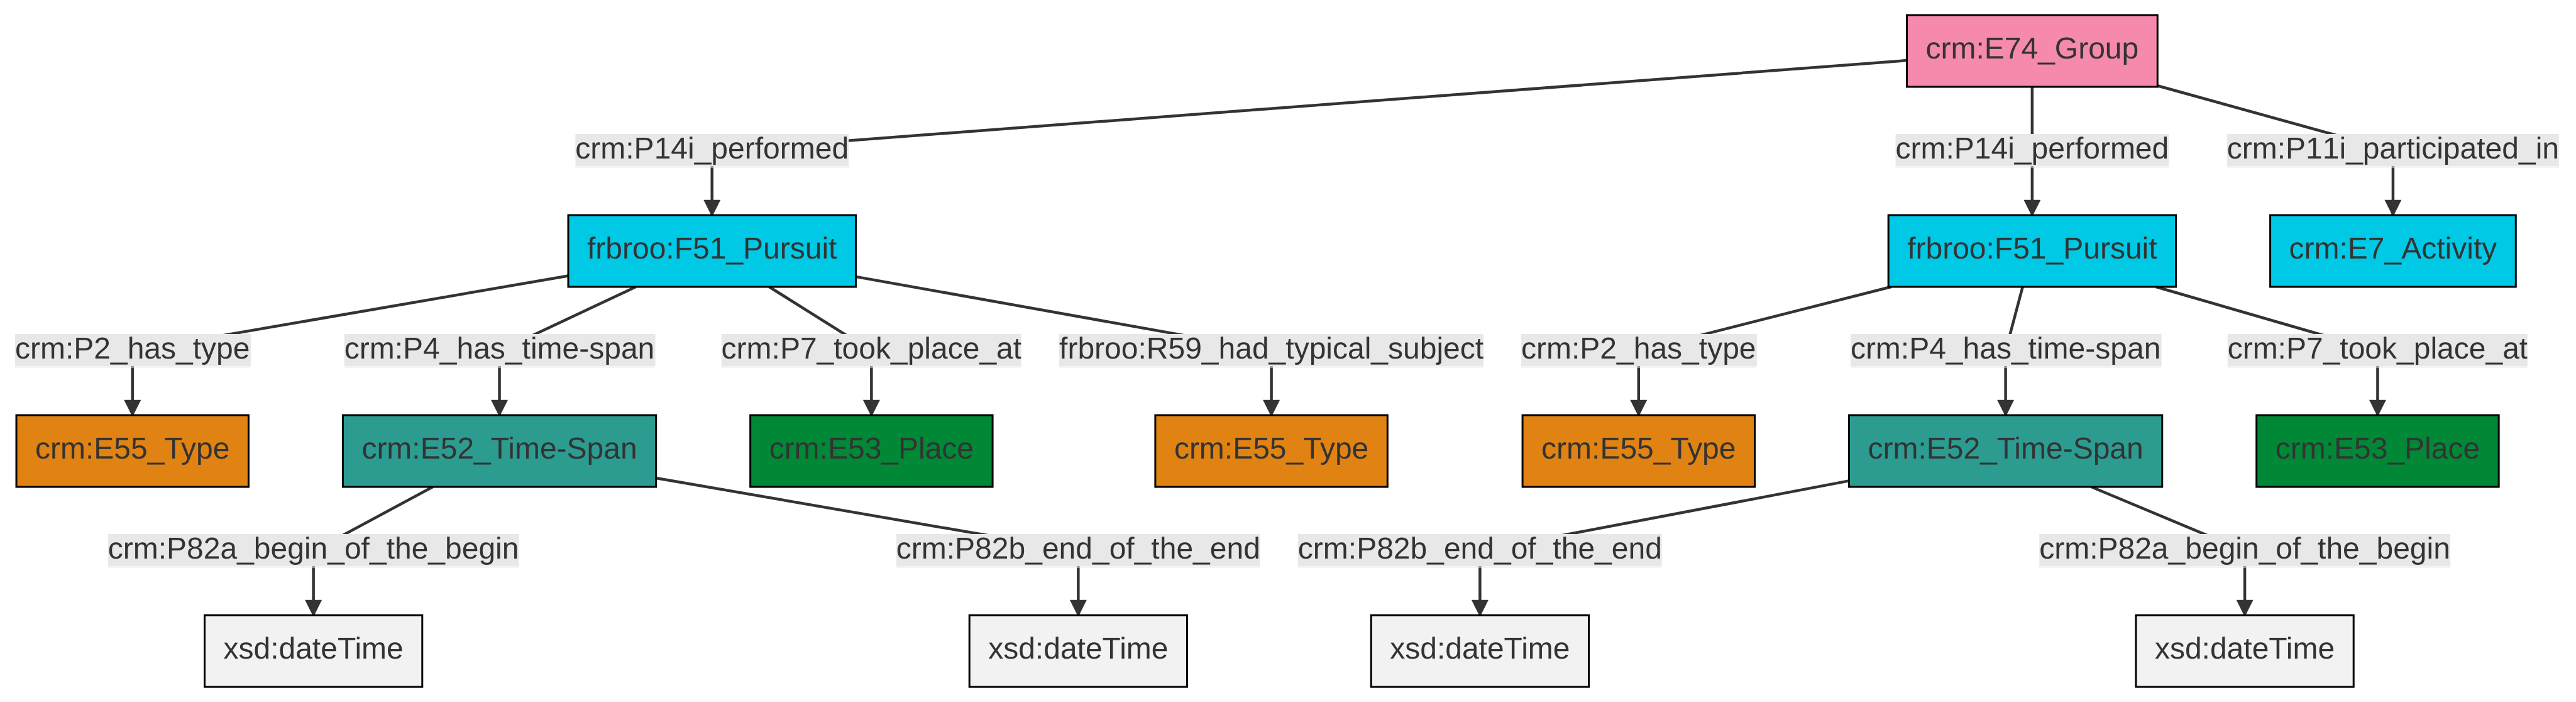 crm:E74_Group
crm:P14i_performed
crm:P14i_performed
crm:P11i_participated_in
frbroo:F51_Pursuit
frbroo:F51_Pursuit
crm:E7_Activity
crm:P2_has_type
crm:P4_has_time-span
crm:P7_took_place_at
frbroo:R59_had_typical_subject
crm:P2_has_type
crm:P4_has_time-span
crm:P7_took_place_at
crm:E55_Type
crm:E52_Time-Span
crm:E53_Place
crm:E55_Type
crm:E55_Type
crm:E52_Time-Span
crm:E53_Place
crm:P82a_begin_of_the_begin
crm:P82b_end_of_the_end
crm:P82b_end_of_the_end
crm:P82a_begin_of_the_begin
xsd:dateTime
xsd:dateTime
xsd:dateTime
xsd:dateTime